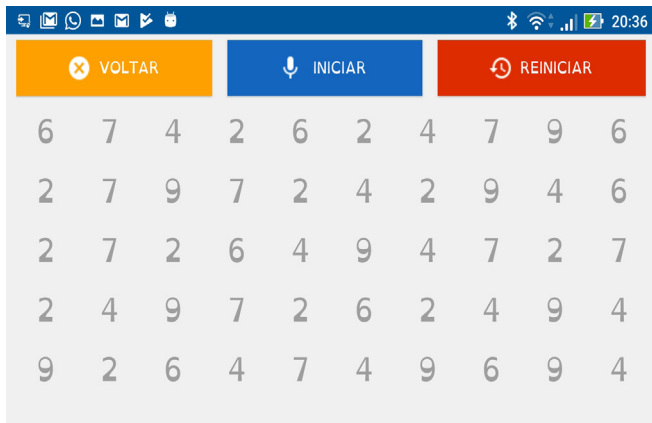 20:36
VOLTAR INICIAR REINICIAR
6 7 4 2 6 2 4 7 9 6
2 7 9 7 2 4 2 9 4 6
2 7 2 6 4 9 4 7 2 7
2 4 9 7 2 6 2 4 9 4
9 2 6 4 7 4 9 6 9 4